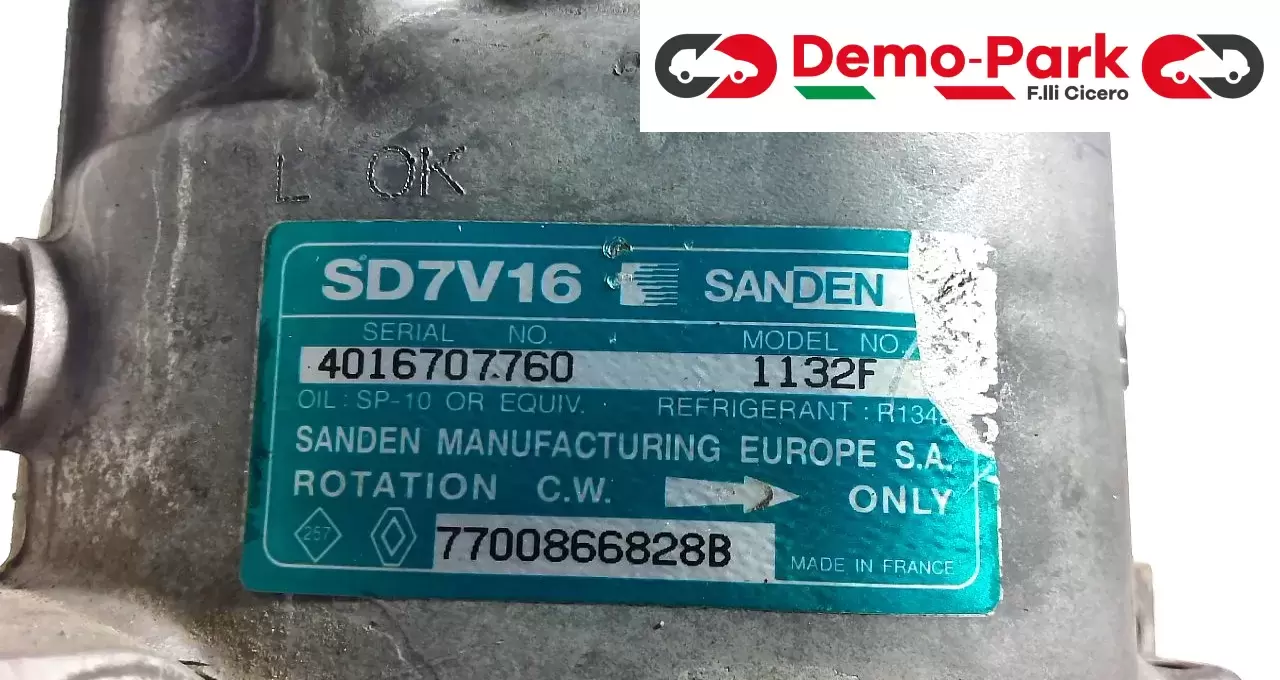 Demo-Park
F.lli Cicero
L OK
SD7V16 SANDEN
SERIAL NO. MODEL NO.
4016707760 1132F
OIL : SP-10 OR EQUIV. REFRIGERANT : R134
SANDEN MANUFACTURING EUROPE S.A.
ROTATION C.W. ONLY
257 7700866828B MADE IN FRANCE